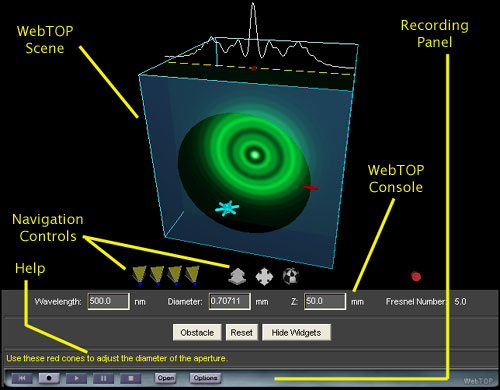 WebTOP
Scene
Recording
Panel
WebTOP
Console
Navigation
Controls
Help
Wavelength: 500.0 nm Diameter: 0.70711 mm Z: 50.0 mm Fresnel Number: 5.0
Obstacle Reset Hide Widgets
Use these red cones to adjust the diameter of the aperture.
Open Options WebTOP